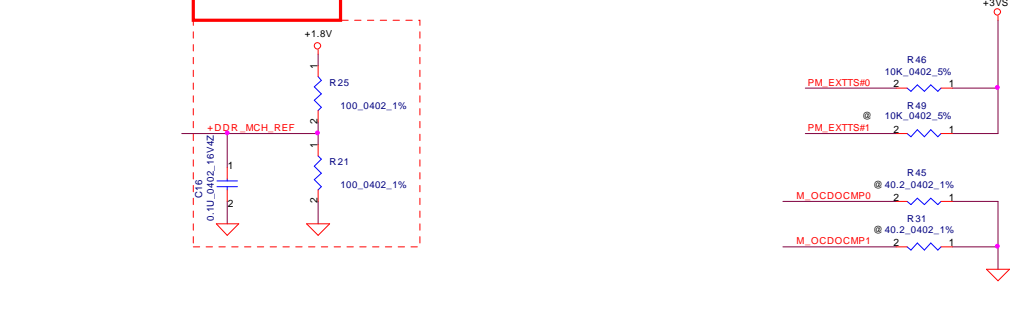 +3VS
+1.8V
1
R25
100_0402_1%
2
+DDR_MCH_REF
1
R21
100_0402_1%
2
C16
0.1U_0402_16V4Z
1
2
R46
10K_0402_5%
PM_EXTTS#0
2
1
R49
@ 10K_0402_5%
PM_EXTTS#1
2
1
R45
@ 40.2_0402_1%
M_OCDOCMP0
2
1
R31
@ 40.2_0402_1%
M_OCDOCMP1
2
1